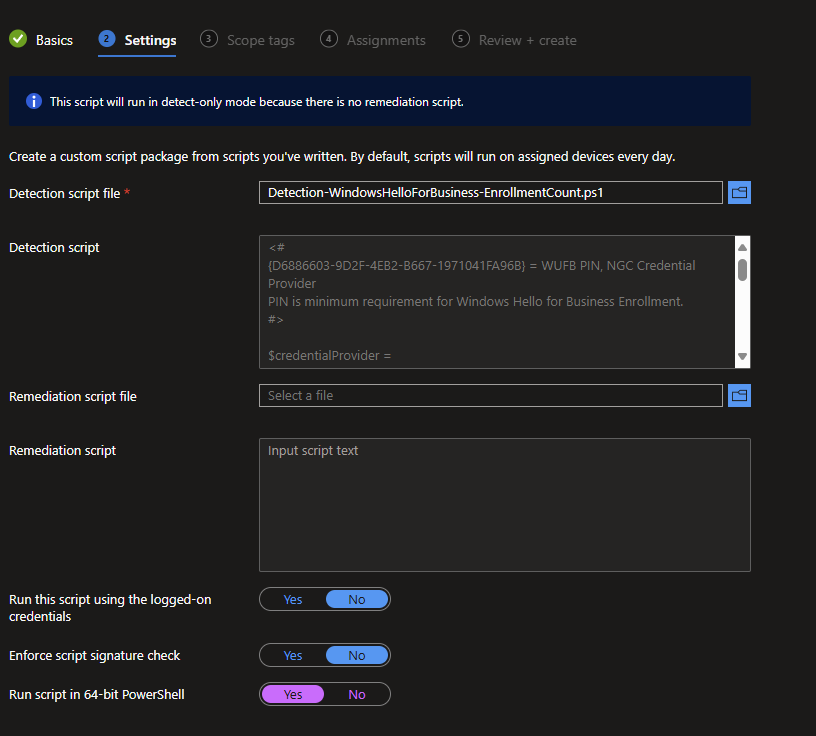 Basics
2 Settings
3 Scope tags
4 Assignments
5 Review + create
This script will run in detect-only mode because there is no remediation script.
Create a custom script package from scripts you've written. By default, scripts will run on assigned devices every day.
Detection script file *
Detection-WindowsHelloForBusiness-EnrollmentCount.ps1
Detection script
<#
{D6886603-9D2F-4EB2-B667-1971041FA96B} = WUFB PIN, NGC Credential
Provider
PIN is minimum requirement for Windows Hello for Business Enrollment.
#>
$credentialProvider =
Remediation script file
Select a file
Remediation script
Input script text
Run this script using the logged-on
credentials
Yes No
Enforce script signature check
Yes No
Run script in 64-bit PowerShell
Yes No